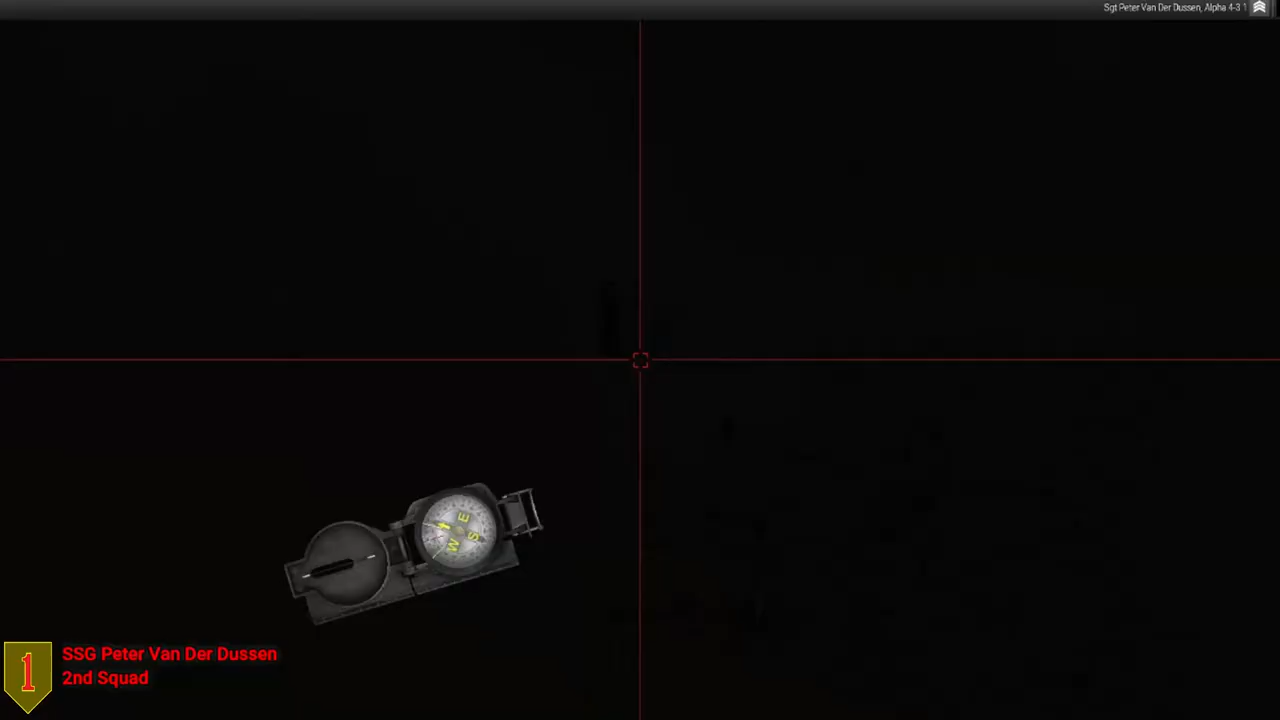 Sgt Peter Van Der Dussen, Alpha 4-3 1
E
W
S
1
SSG Peter Van Der Dussen
2nd Squad